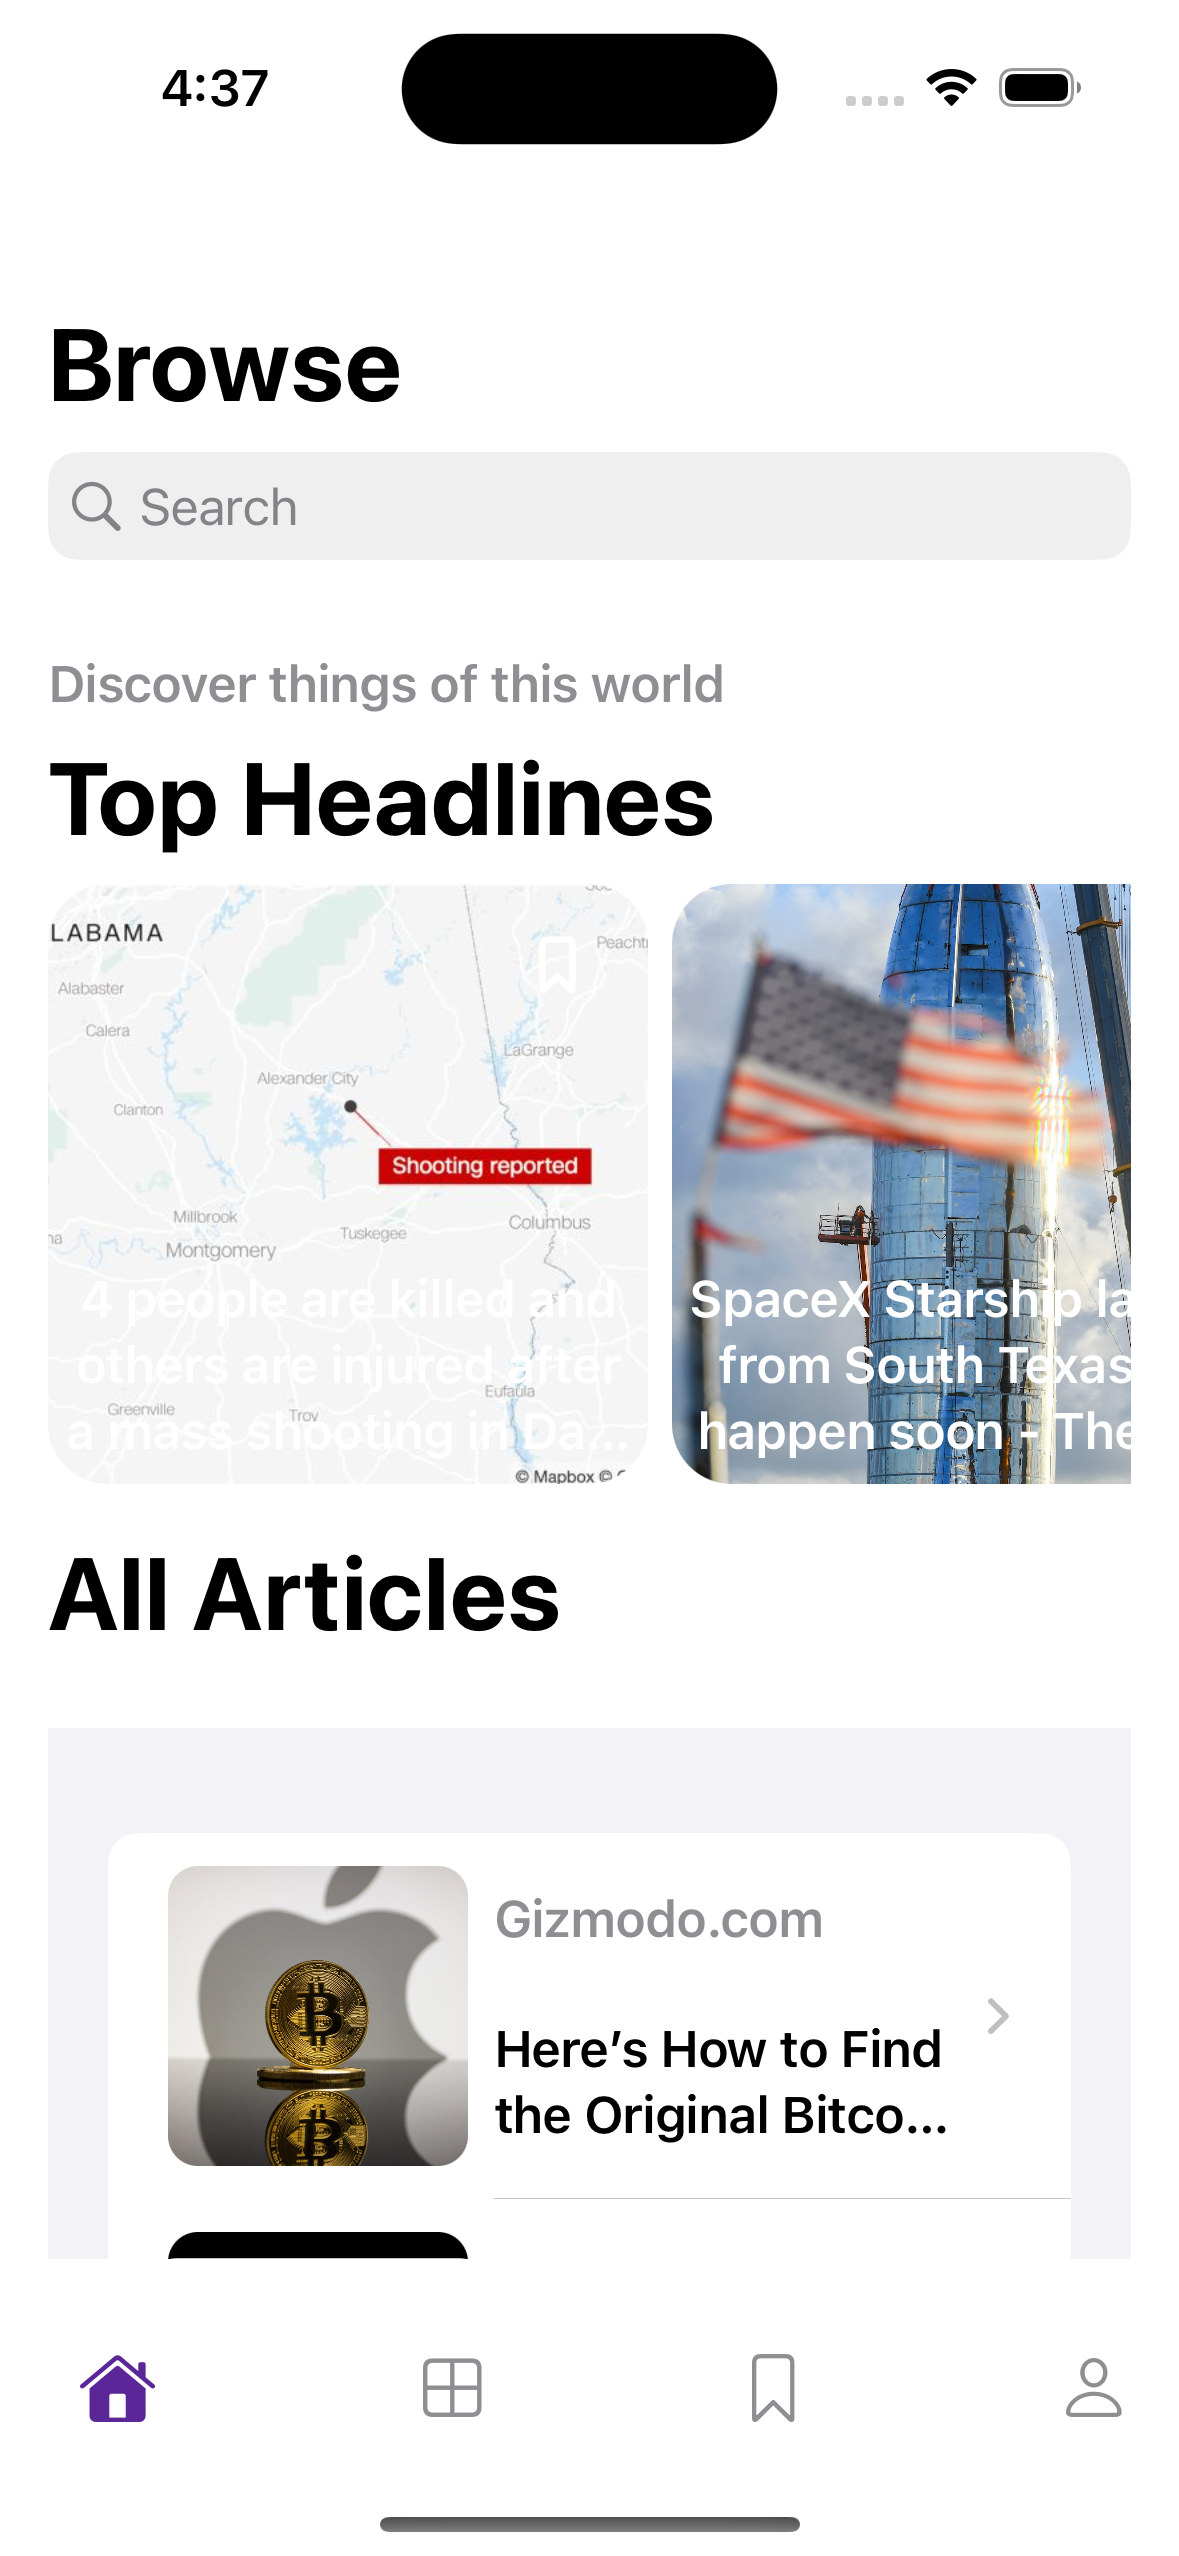 4:37
Browse
Search
Discover things of this world
Top Headlines
LABAMA
Peacht
Alabaster
Calera
LaGrange
Alexander City
Clanton
Shooting reported
Millbrook
Columbus
Tuskegee
na
Montgomery
4 people are killed and
others are injured after
Eufaula
Greenville
Troy
a mass shooting in Da...
© Mapbox ©
SpaceX Starship la
from South Texas
happen soon - The
All Articles
Gizmodo.com
Here’s How to Find
the Original Bitco...